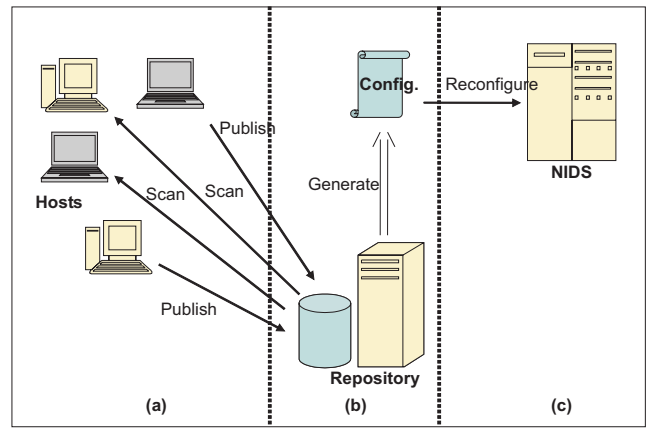 Config.
Reconfigure
Publish
NIDS
Generate
Scan
Scan
Hosts
Publish
Repository
(a)
(b)
(c)